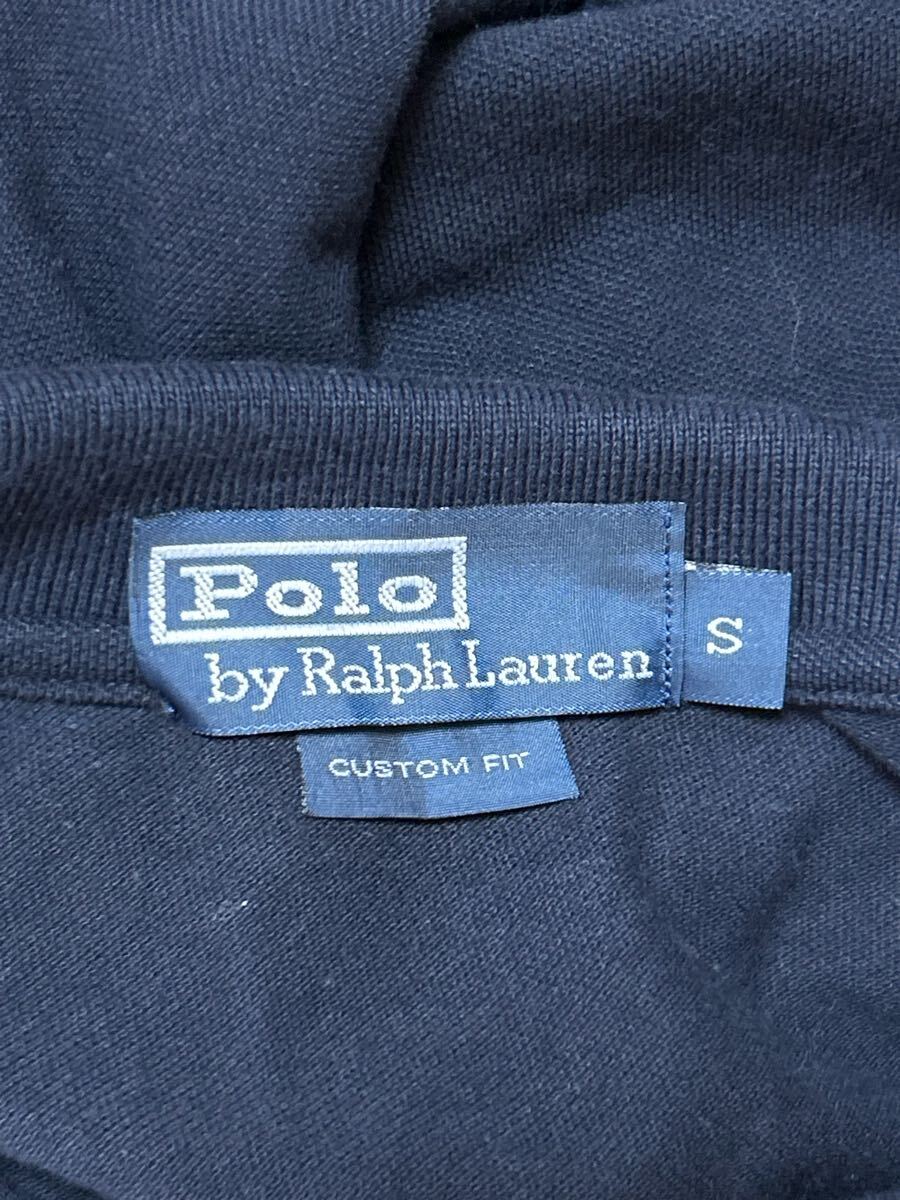 Polo
by Ralph Lauren
S
CUSTOM FIT